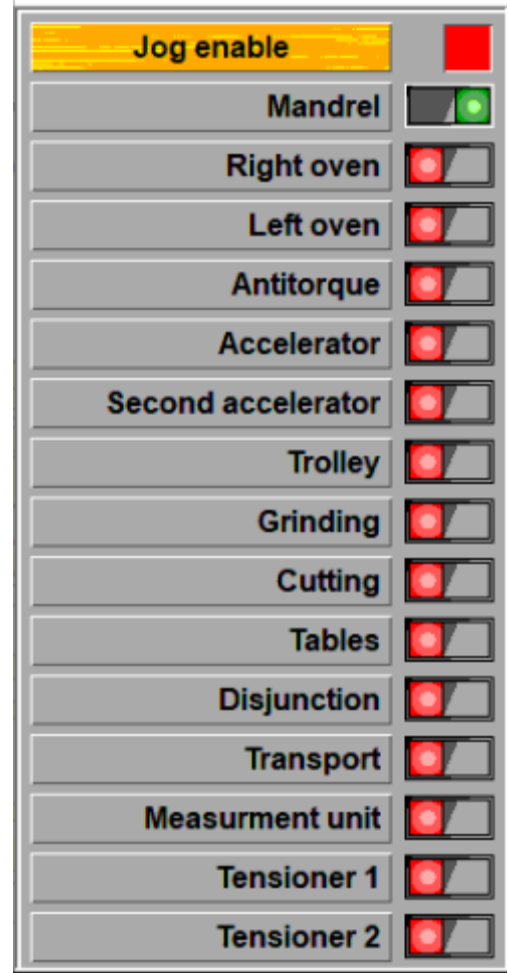 Jog enable
Mandrel
Right oven
Left oven
Antitorque
Accelerator
Second accelerator
Trolley
Grinding
Cutting
Tables
Disjunction
Transport
Measurment unit
Tensioner 1
Tensioner 2